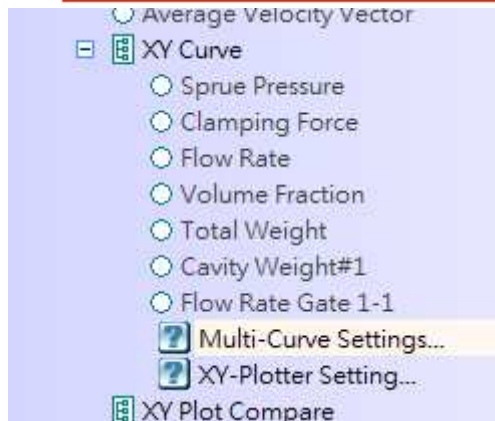 Average Velocity Vector
XY Curve
Sprue Pressure
Clamping Force
Flow Rate
Volume Fraction
Total Weight
Cavity Weight#1
Flow Rate Gate 1-1
Multi-Curve Settings...
XY-Plotter Setting...
XY Plot Compare